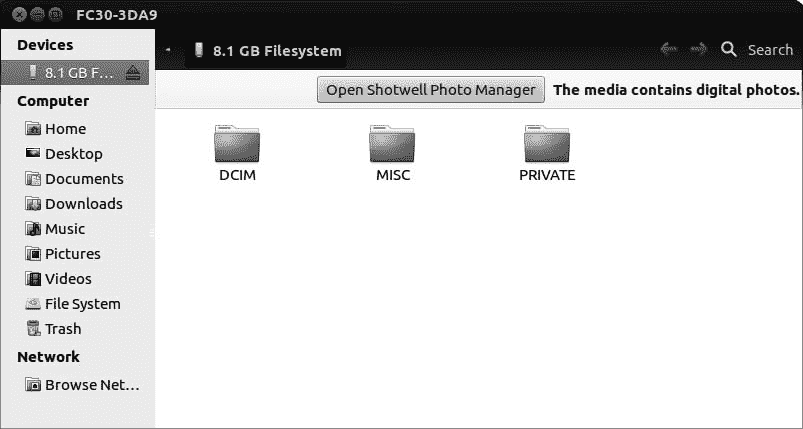 FC30-3DA9
Devices
8.1 GB F...
Computer
Home
Desktop
Documents
Downloads
Music
Pictures
Videos
File System
Trash
Network
Browse Net...
8.1 GB Filesystem
Search
Open Shotwell Photo Manager The media contains digital photos.
DCIM MISC PRIVATE